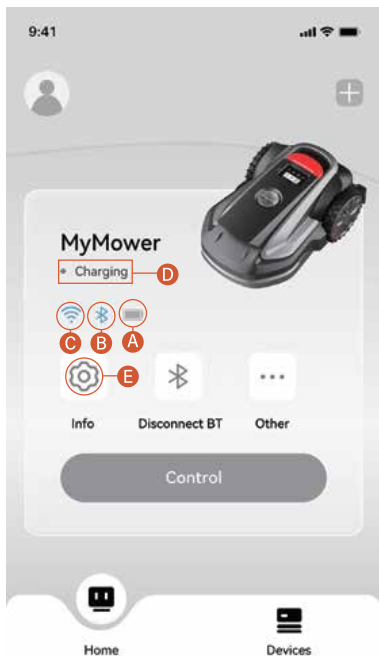 9:41
MyMower
Charging
D
C
B
A
E
Info
Disconnect BT
Other
Control
Home
Devices